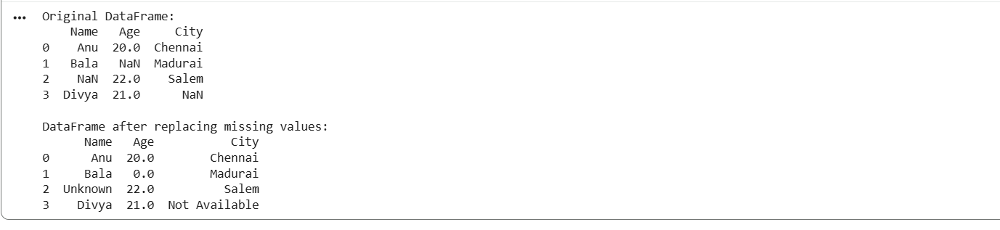 Original DataFrame:
    Name   Age     City
0    Anu  20.0  Chennai
1   Bala   NaN  Madurai
2    NaN  22.0    Salem
3  Divya  21.0      NaN

DataFrame after replacing missing values:
      Name   Age           City
0      Anu  20.0        Chennai
1     Bala   0.0        Madurai
2  Unknown  22.0          Salem
3    Divya  21.0  Not Available